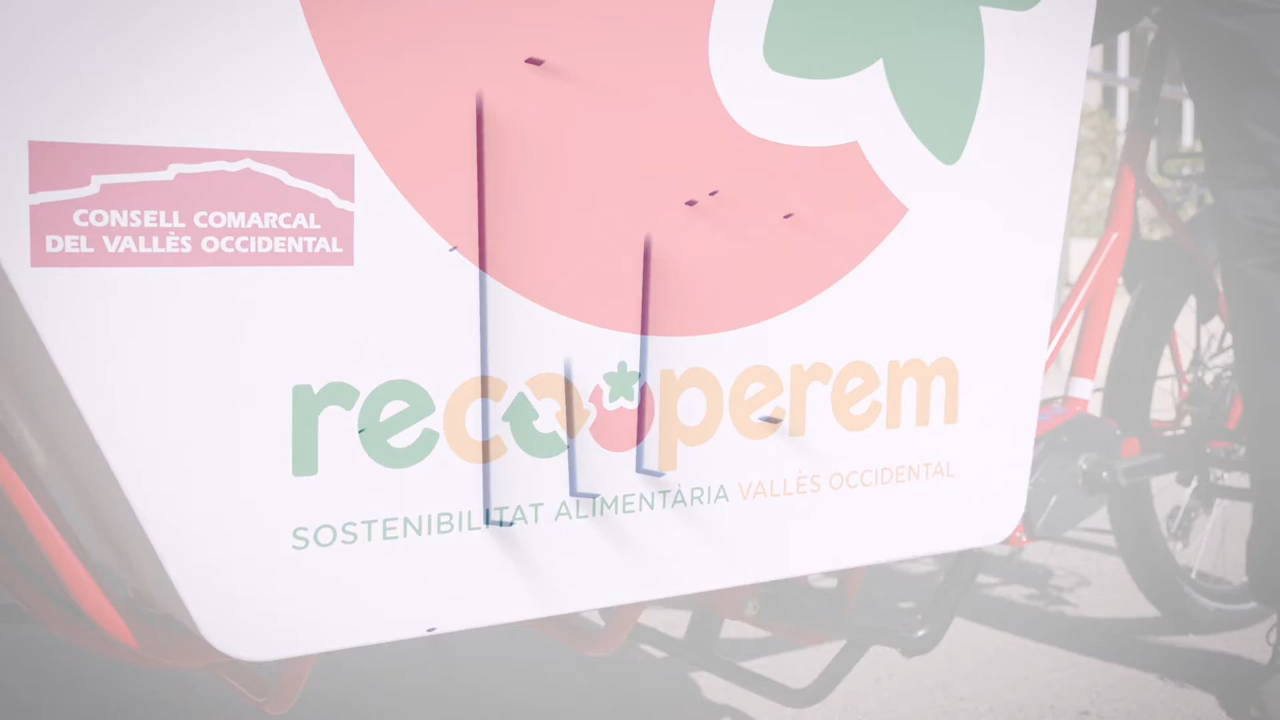 CONSELL COMARCAL
DEL VALLÈS OCCIDENTAL
recooperem
SOSTENIBILITAT ALIMENTÀRIA VALLÈS OCCIDENTAL